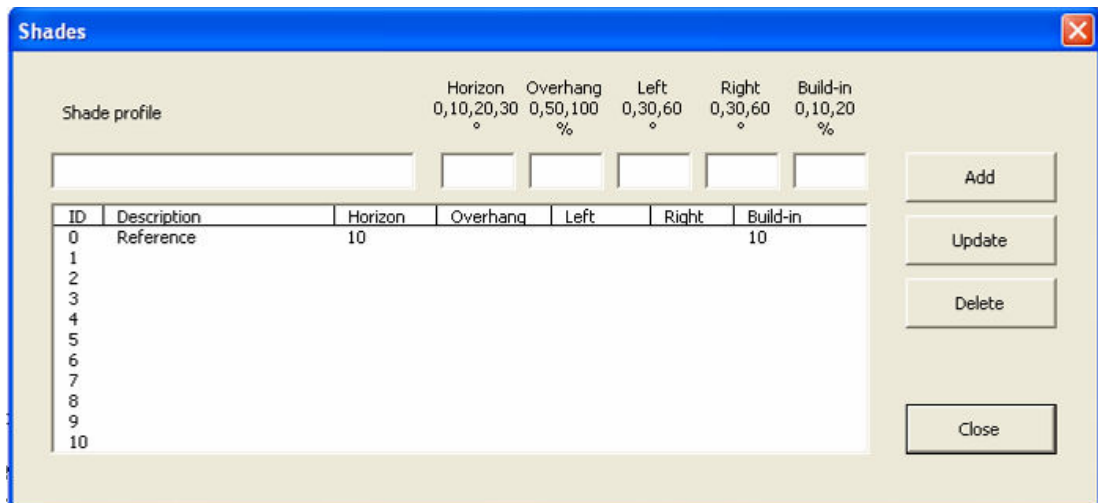 Shades
Horizon Overhang Left Right Build-in
Shade profile 0,10,20,30 0,50,100 0,30,60 0,30,60 0,10,20
° % ° ° %
Add
ID Description Horizon Overhang Left Right Build-in
0 Reference 10 10
Update
1
2
3 Delete
4
5
6
7
8
9 Close
10